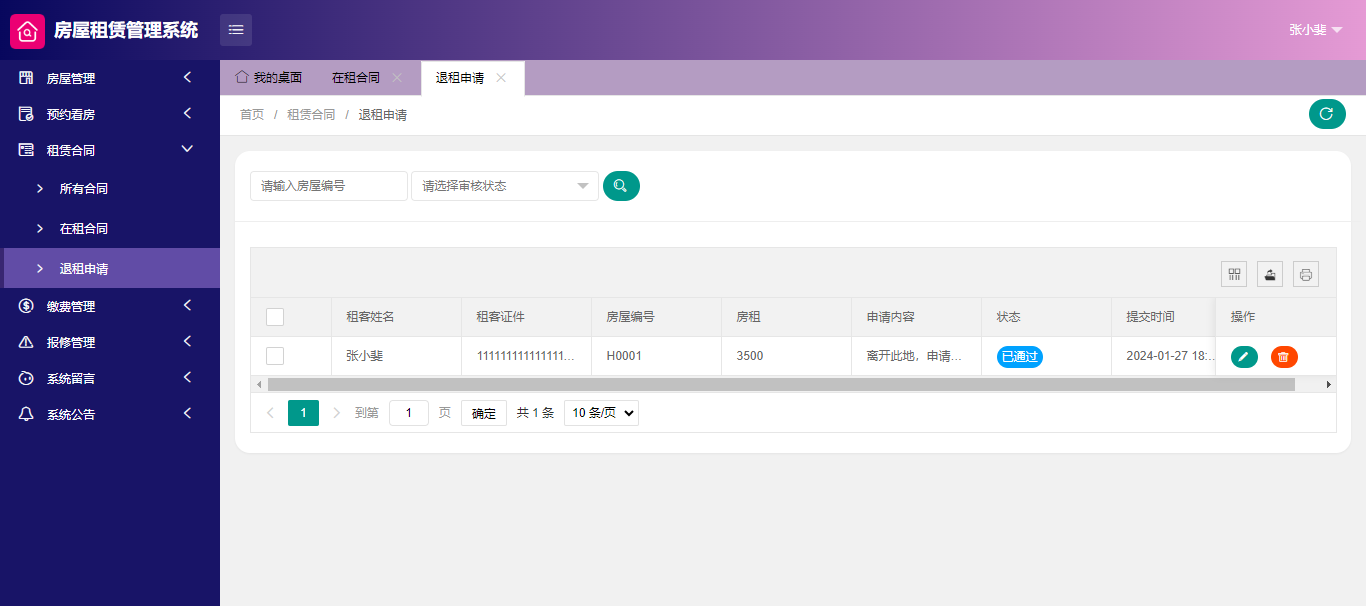 房屋租赁管理系统
张小斐
房屋管理
预约看房
租赁合同
所有合同
在租合同
退租申请
缴费管理
报修管理
系统留言
系统公告
我的桌面 在租合同 退租申请
首页 / 租赁合同 / 退租申请
请输入房屋编号 请选择审核状态
租客姓名 租客证件 房屋编号 房租 申请内容 状态 提交时间 操作
张小斐 111111111111111... H0001 3500 离开此地，申请... 已通过 2024-01-27 18:...
1 到第 1 页 确定 共 1 条 10 条/页